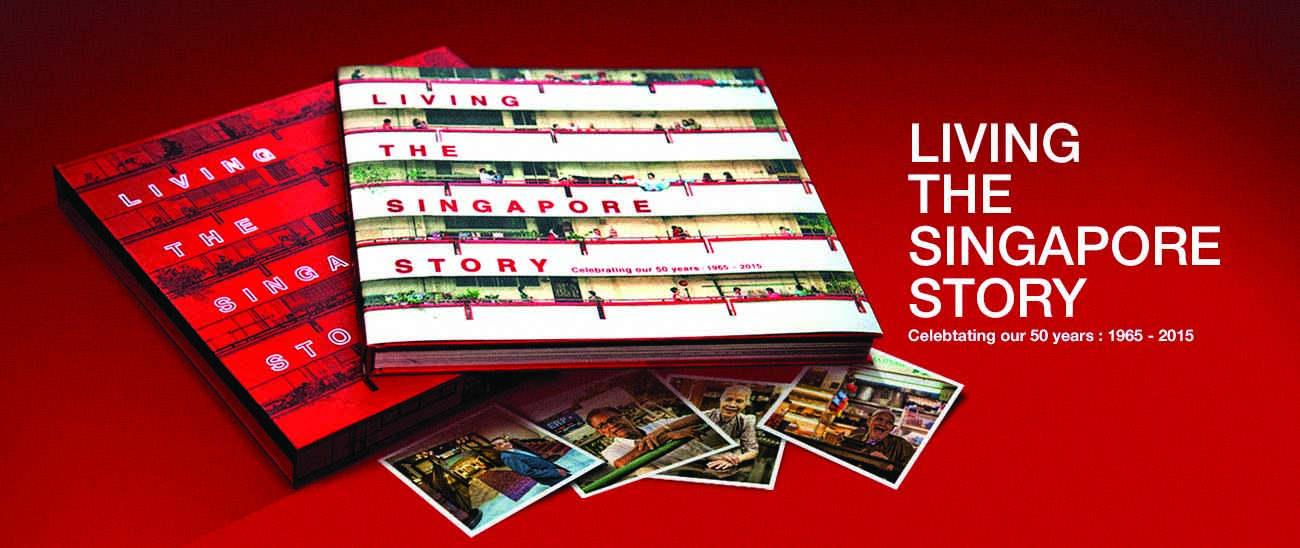 LIVING
THE
SINGA
STO
LIVING
THE
SINGAPORE
STORY Celebrating our 50 years : 1965 - 2015
ERP
LIVING
THE
SINGAPORE
STORY
Celebtating our 50 years : 1965 - 2015